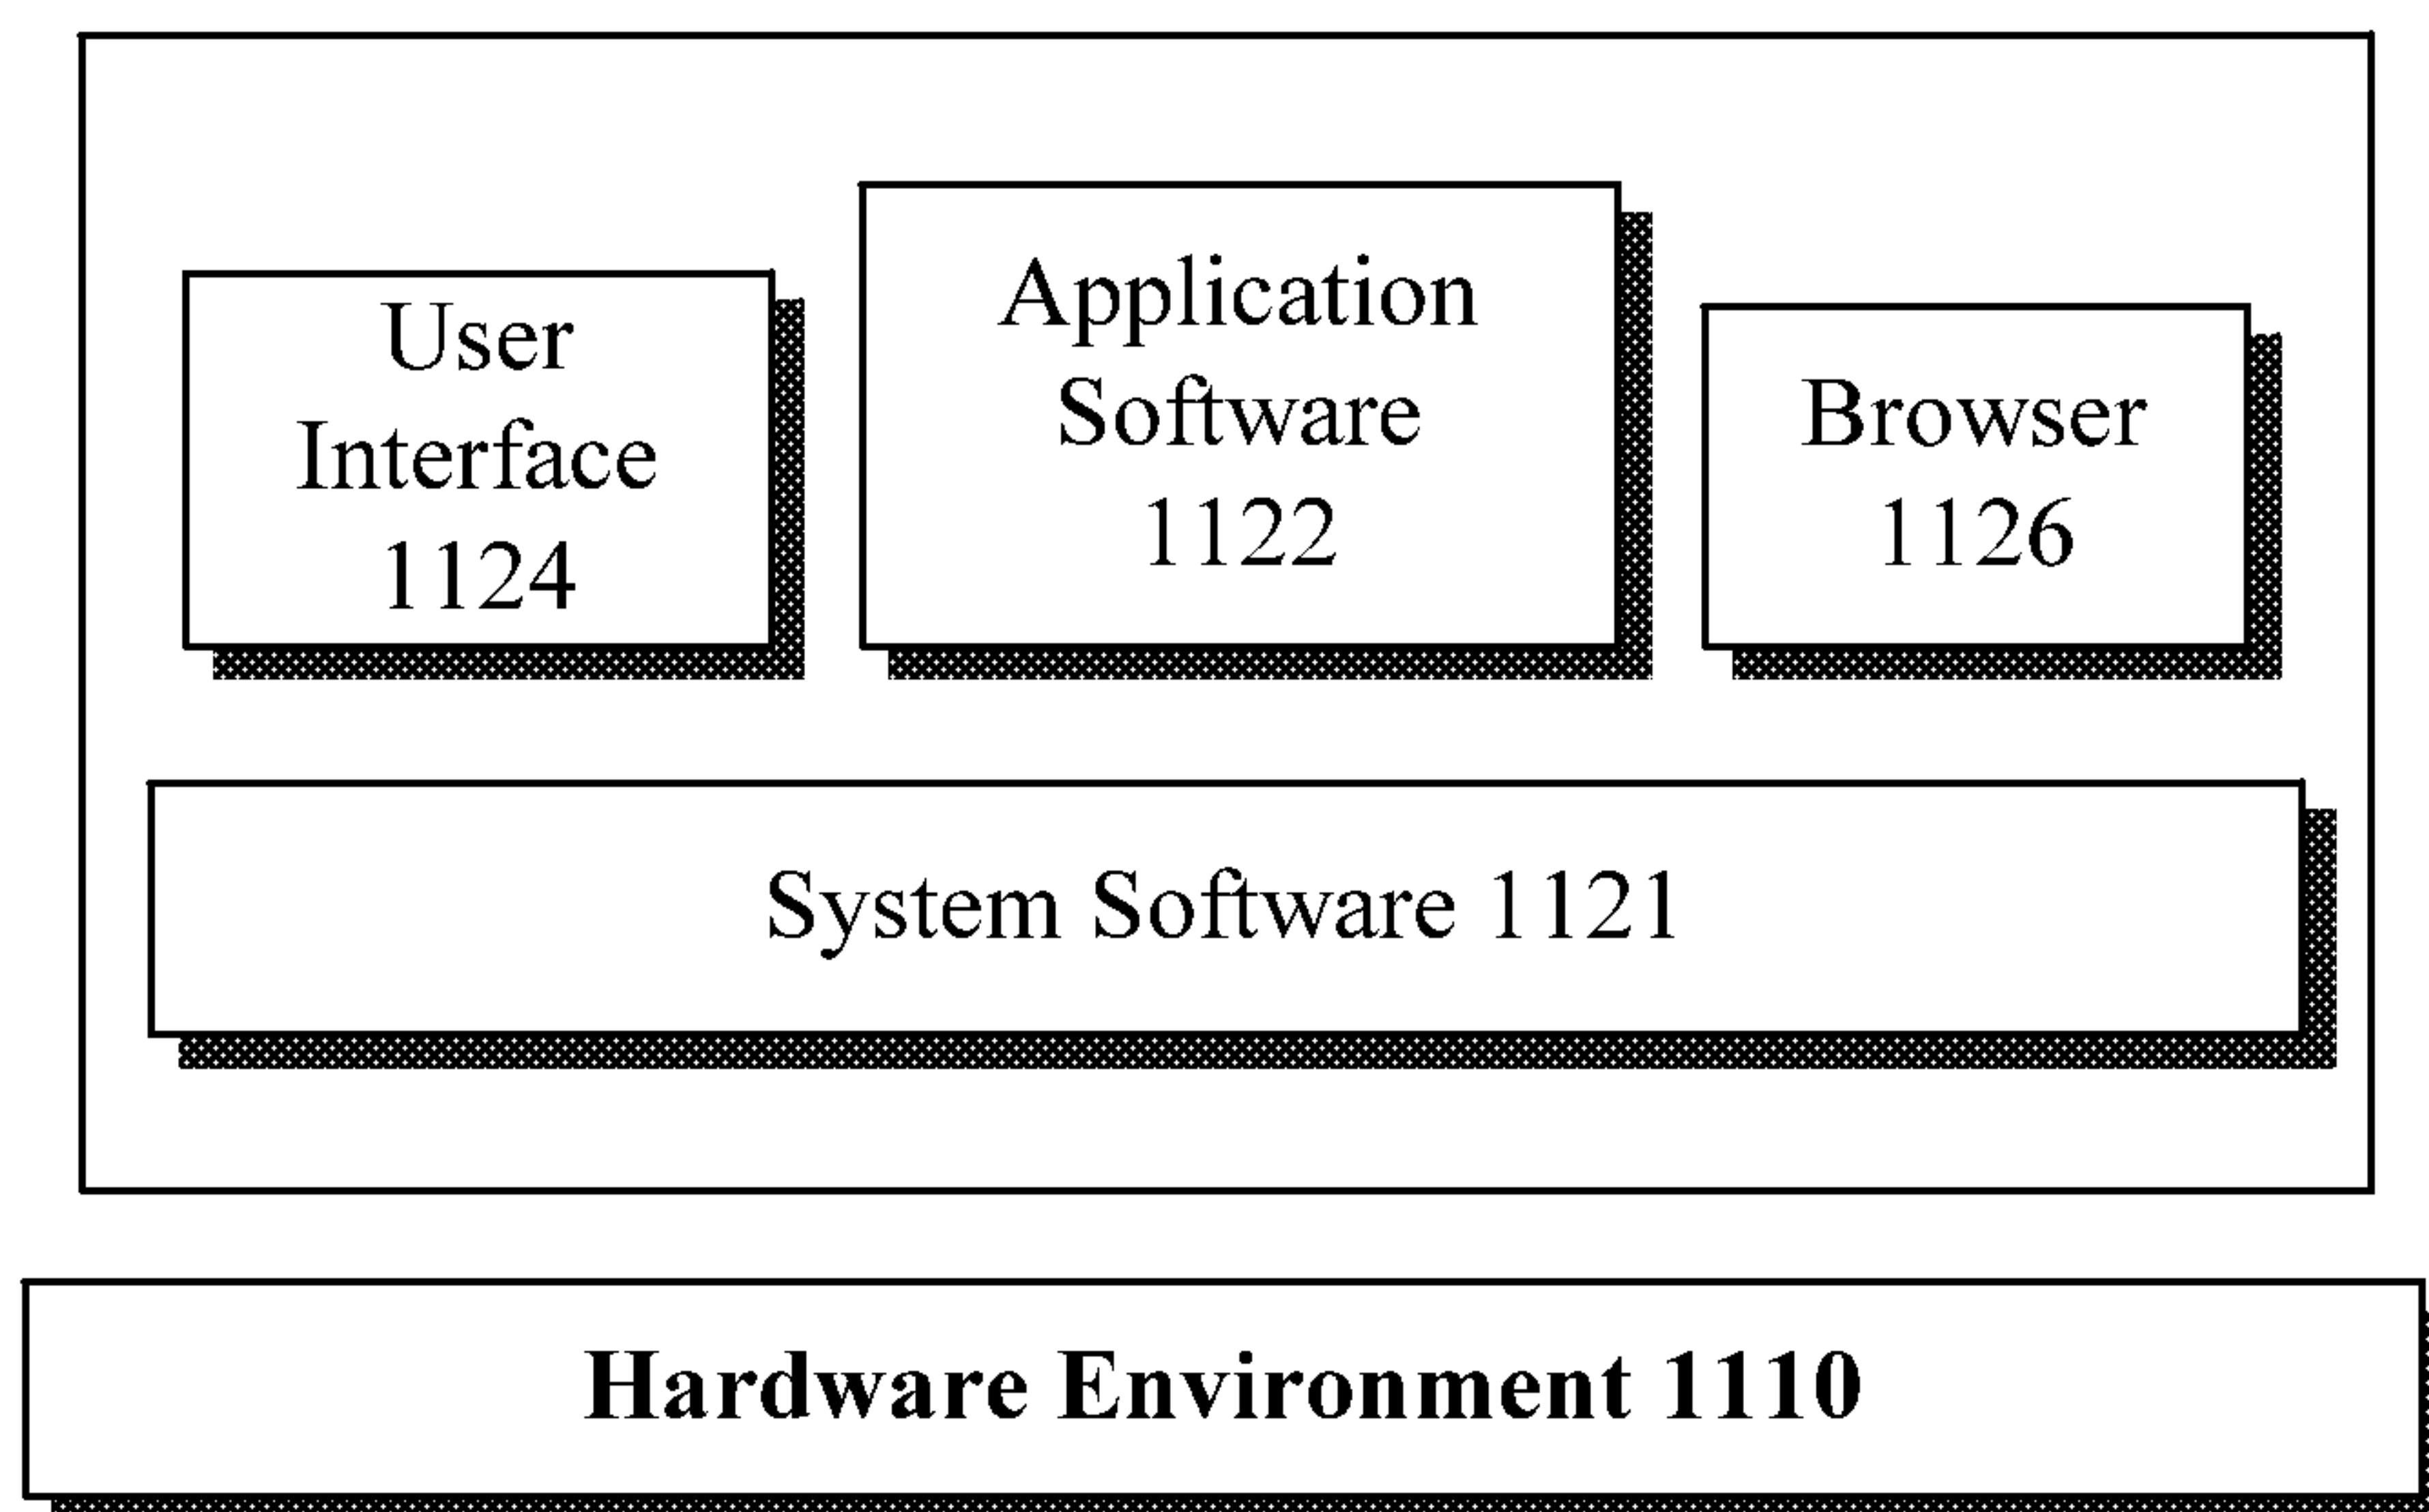 User
Interface
1124
Application
Software
1122
Browser
1126
System Software 1121
Hardware Environment 1110